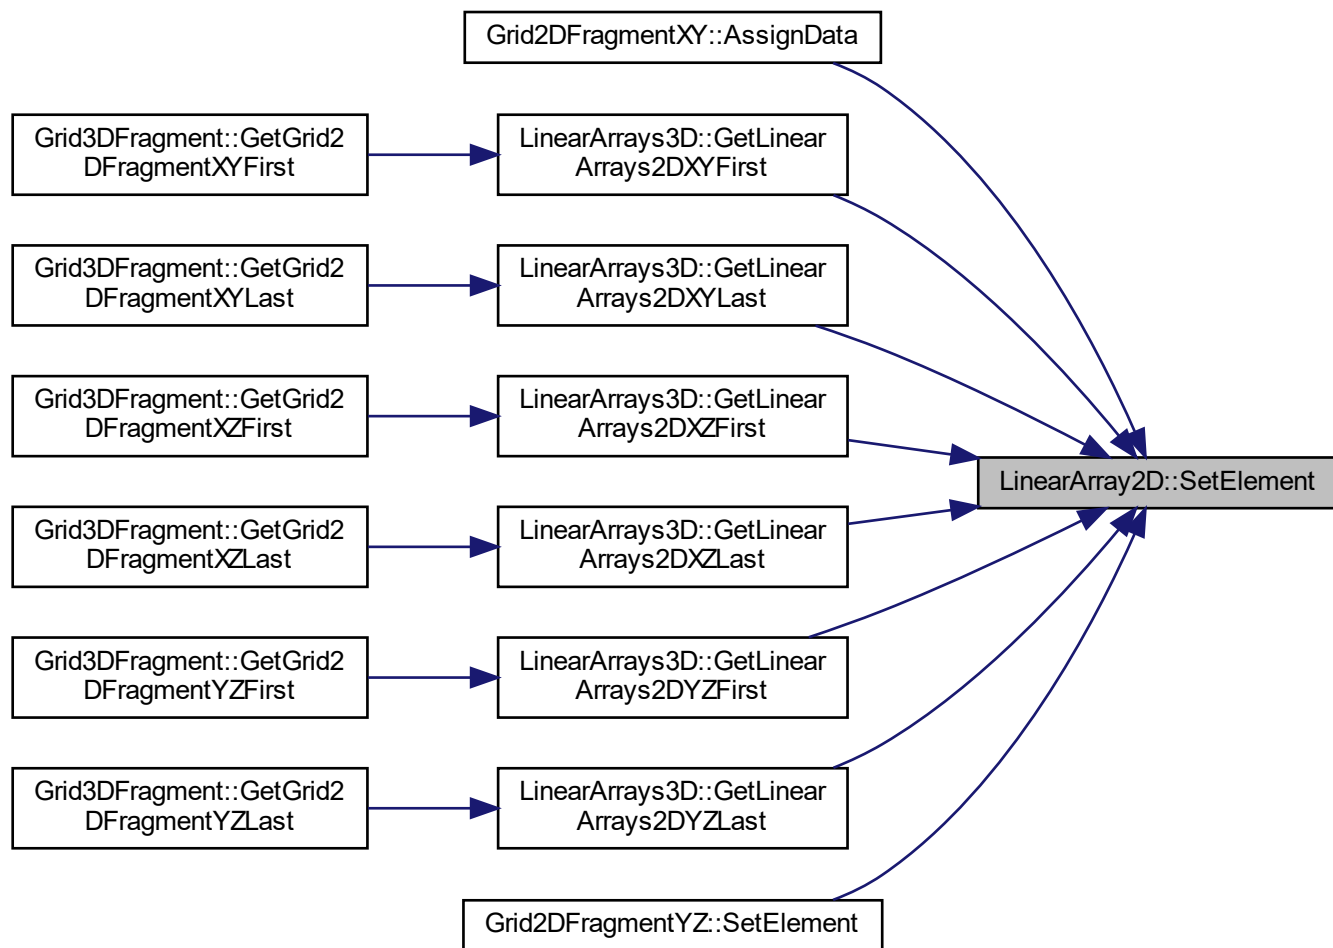 Grid2DFragmentXY::AssignData
Grid3DFragment::GetGrid2
DFragmentXYFirst
LinearArrays3D::GetLinear
Arrays2DXYFirst
Grid3DFragment::GetGrid2
DFragmentXYLast
LinearArrays3D::GetLinear
Arrays2DXYLast
Grid3DFragment::GetGrid2
DFragmentXZFirst
LinearArrays3D::GetLinear
Arrays2DXZFirst
LinearArray2D::SetElement
Grid3DFragment::GetGrid2
DFragmentXZLast
LinearArrays3D::GetLinear
Arrays2DXZLast
Grid3DFragment::GetGrid2
DFragmentYZFirst
LinearArrays3D::GetLinear
Arrays2DYZFirst
Grid3DFragment::GetGrid2
DFragmentYZLast
LinearArrays3D::GetLinear
Arrays2DYZLast
Grid2DFragmentYZ::SetElement